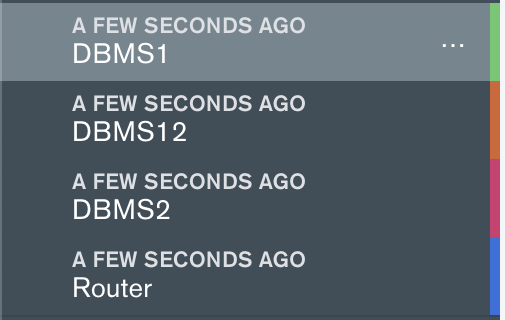 A FEW SECONDS AGO
DBMS1
...
A FEW SECONDS AGO
DBMS12
A FEW SECONDS AGO
DBMS2
A FEW SECONDS AGO
Router